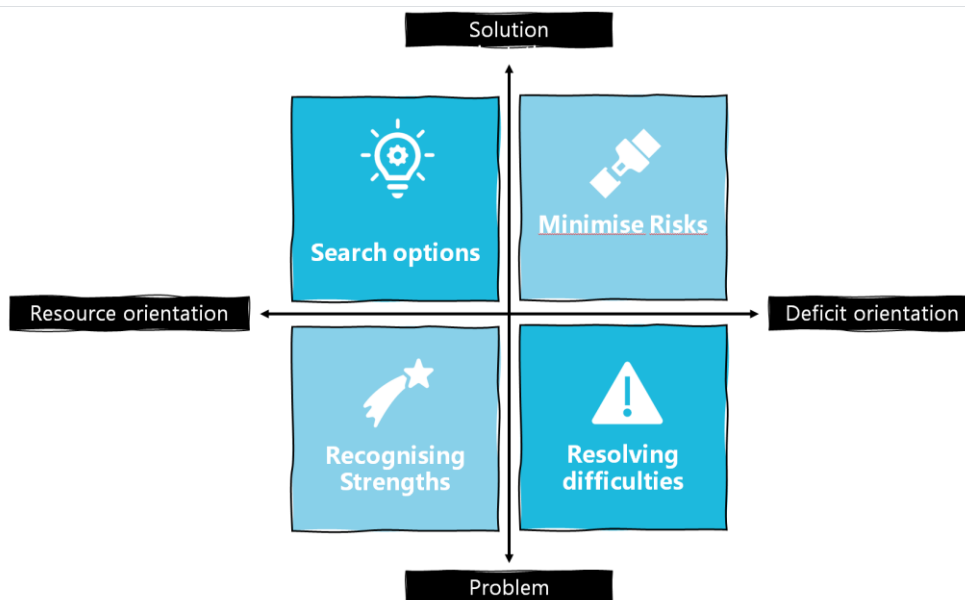 Solution
Search options
Minimise Risks
Resource orientation
Deficit orientation
Recognising
Strengths
Resolving
difficulties
Problem